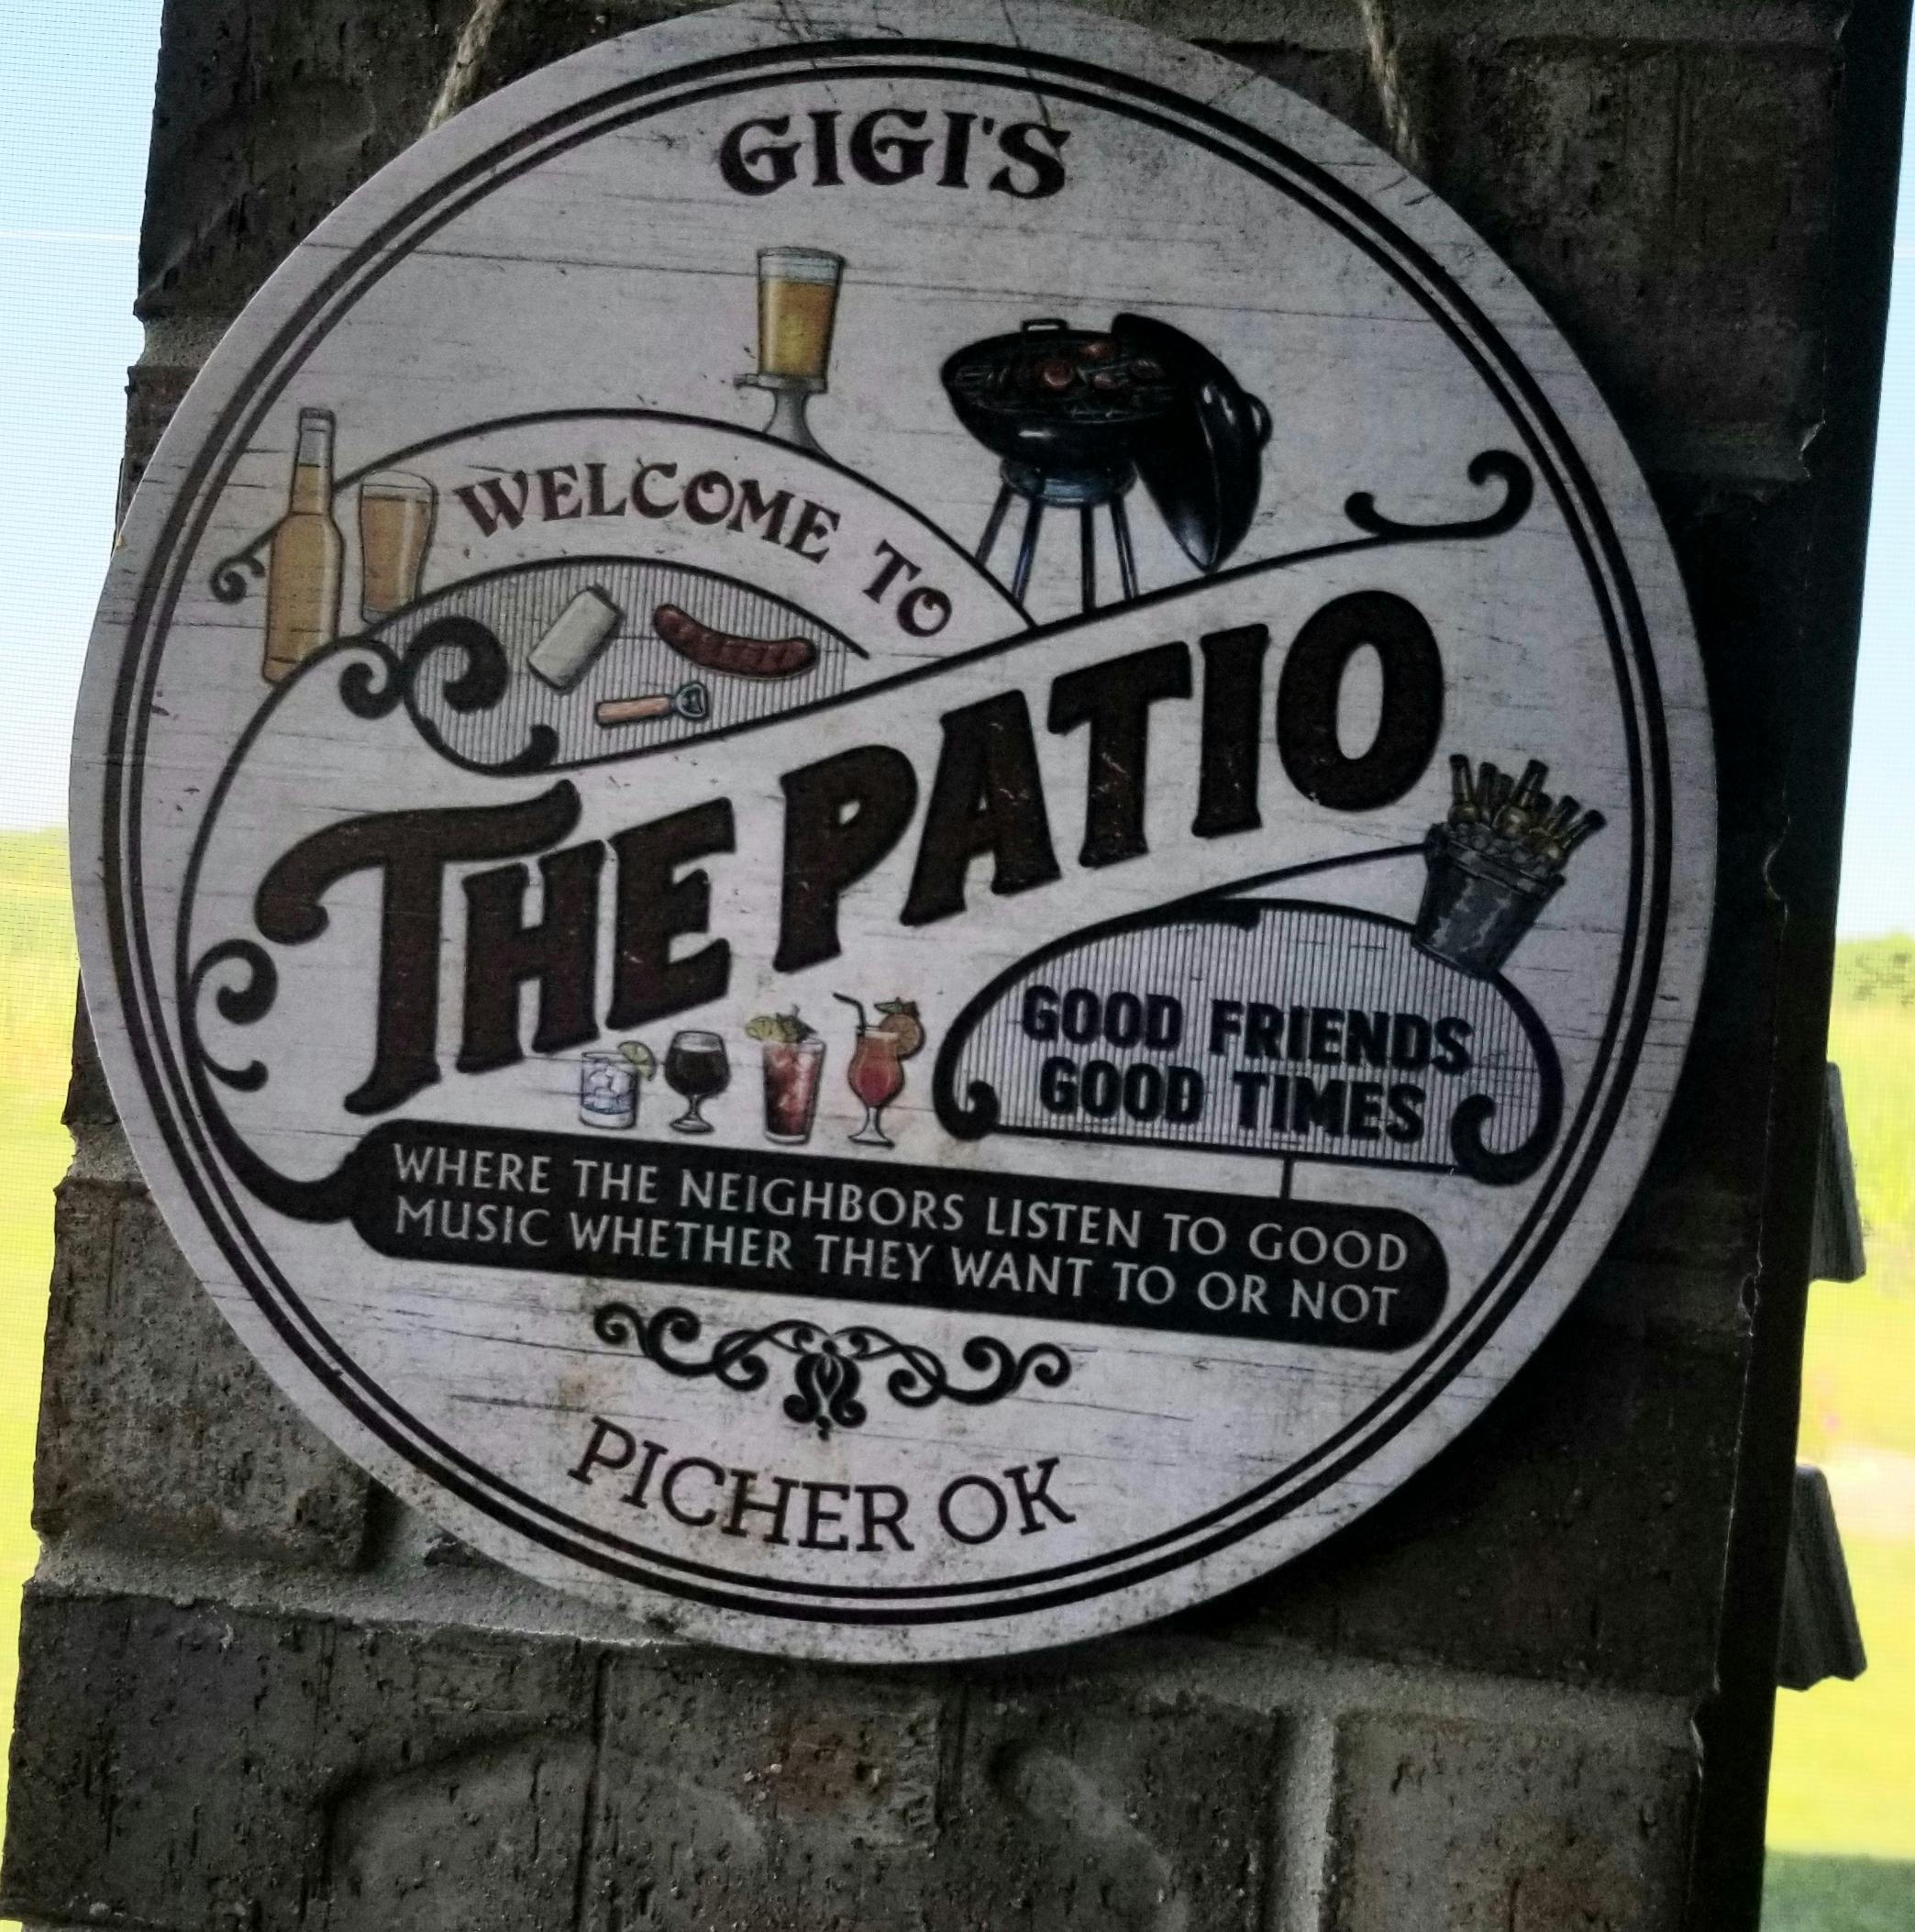 GIGI'S
WELCOME TO
THE PATIO
GOOD FRIENDS
GOOD TIMES
WHERE THE NEIGHBORS LISTEN TO GOOD
MUSIC WHETHER THEY WANT TO OR NOT
PICHER OK